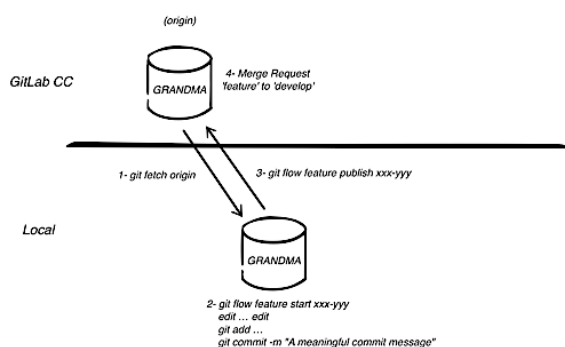 (origin)
GitLab CC
GRANDMA
4- Merge Request
'feature' to 'develop'
1- git fetch origin
3- git flow feature publish xxx-yyy
Local
GRANDMA
2- git flow feature start xxx-yyy
edit ... edit
git add ...
git commit -m "A meaningful commit message"